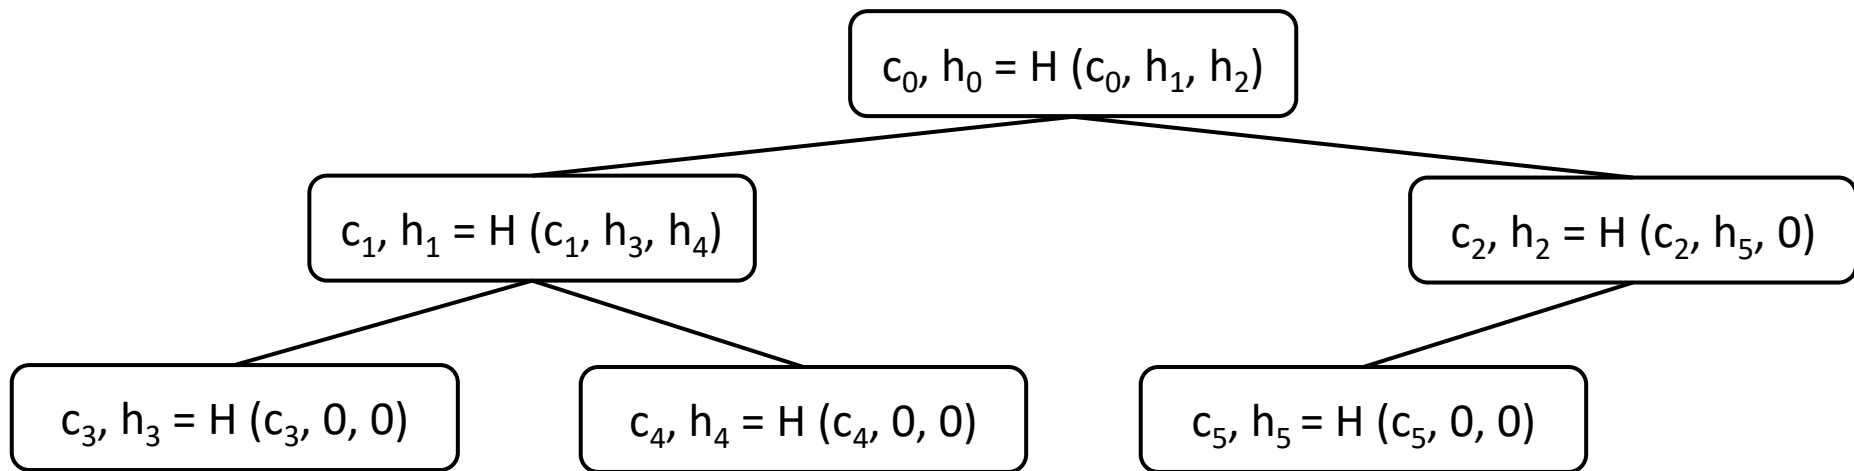 c₀, h₀ = H (c₀, h₁, h₂)
c₁, h₁ = H (c₁, h₃, h₄)
c₂, h₂ = H (c₂, h₅, 0)
c₃, h₃ = H (c₃, 0, 0)
c₄, h₄ = H (c₄, 0, 0)
c₅, h₅ = H (c₅, 0, 0)